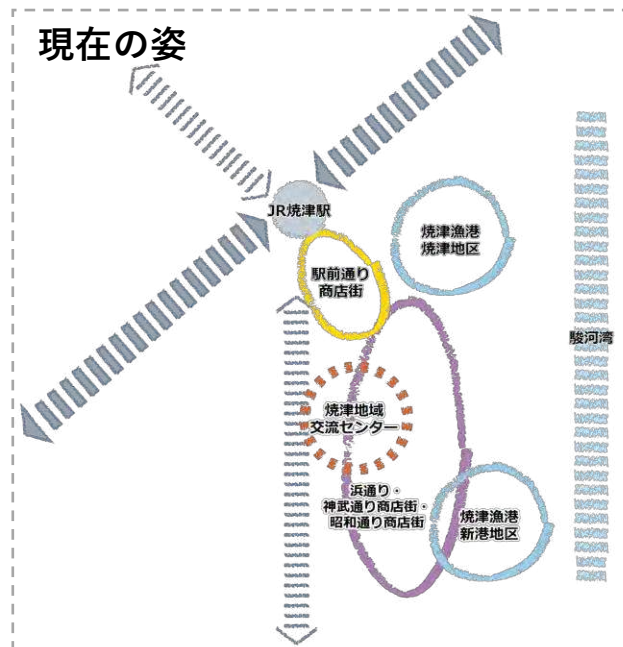 現在の姿
JR焼津駅
焼津漁港
焼津地区
駅前通り
商店街
駿河湾
焼津地域
交流センター
浜通り・
神武通り商店街・
昭和通り商店街
焼津漁港
新港地区